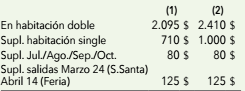 (1) (2)
En habitación doble 2.095 $ 2.410 $
Supl. habitación single 710 $ 1.000 $
Supl. Jul./Ago./Sep./Oct. 80 $ 80 $
Supl. salidas Marzo 24 (S.Santa)
Abril 14 (Feria) 125 $ 125 $